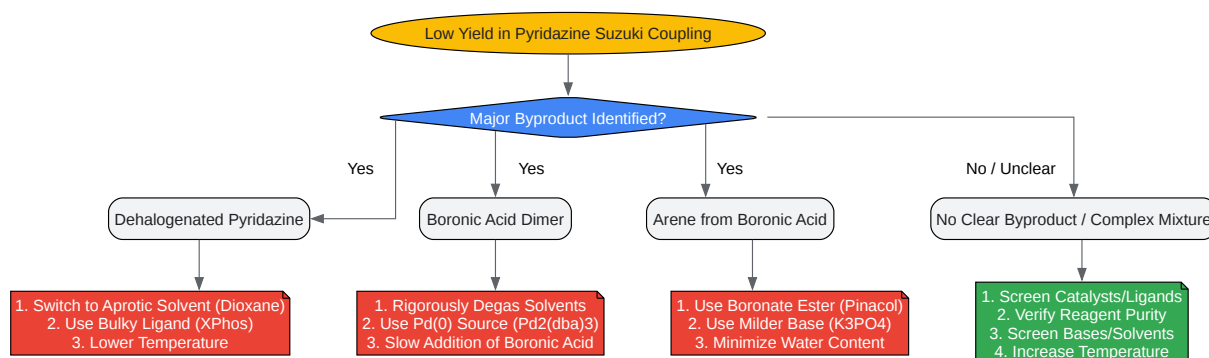 Low Yield in Pyridazine Suzuki Coupling
Major Byproduct Identified?
Yes
Yes
Yes
No / Unclear
Dehalogenated Pyridazine
Boronic Acid Dimer
Arene from Boronic Acid
No Clear Byproduct / Complex Mixture
1. Switch to Aprotic Solvent (Dioxane)
2. Use Bulky Ligand (XPhos)
3. Lower Temperature
1. Rigorously Degas Solvents
2. Use Pd(0) Source (Pd2(dba)3)
3. Slow Addition of Boronic Acid
1. Use Boronate Ester (Pinacol)
2. Use Milder Base (K3PO4)
3. Minimize Water Content
1. Screen Catalysts/Ligands
2. Verify Reagent Purity
3. Screen Bases/Solvents
4. Increase Temperature